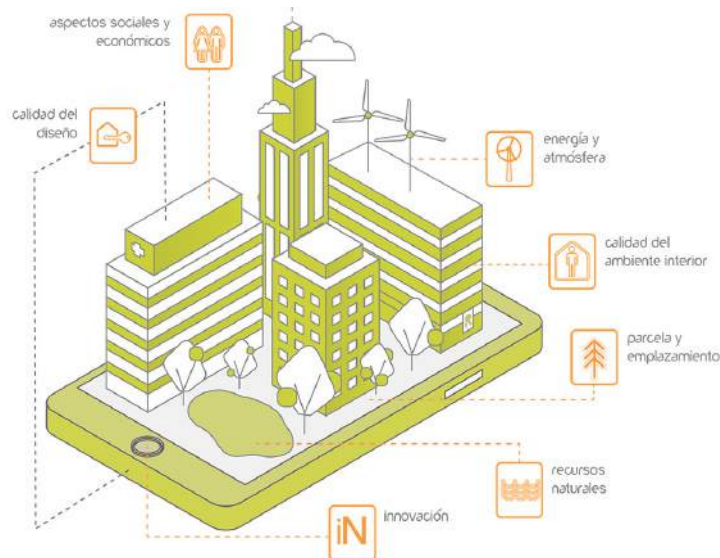 aspectos sociales y
económicos
calidad del
diseño
energía y
atmósfera
calidad del
ambiente interior
parcela y
emplazamiento
recursos
naturales
iN
innovación